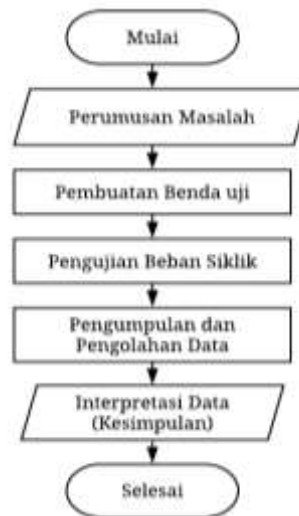 Mulai
Perumusan Masalah
Pembuatan Benda uji
Pengujian Beban Siklik
Pengumpulan dan
Pengolahan Data
Interpretasi Data
(Kesimpulan)
Selesai